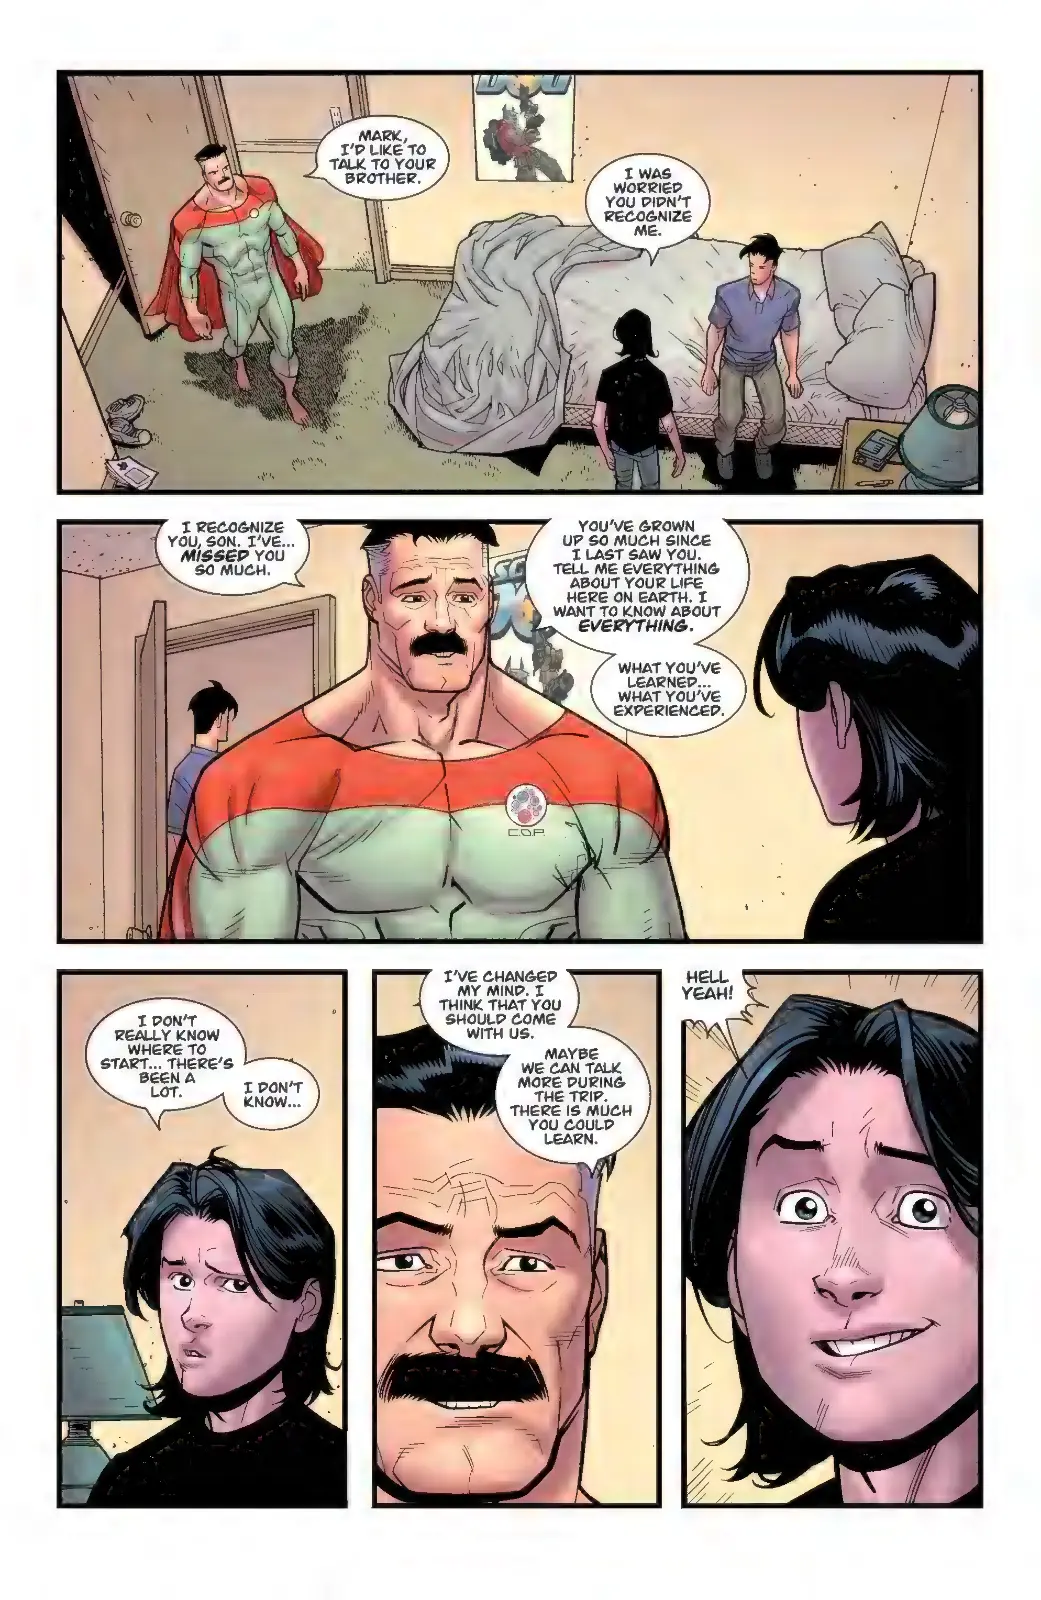 MARK,
I'D LIKE TO
TALK TO YOUR
BROTHER.
I WAS
WORRIED
YOU DIDN'T
RECOGNIZE
ME.
I RECOGNIZE
YOU, SON. I'VE...
MISSED YOU
SO MUCH.
YOU'VE GROWN
UP SO MUCH SINCE
I LAST SAW YOU.
TELL ME EVERYTHING
ABOUT YOUR LIFE
HERE ON EARTH. I
WANT TO KNOW ABOUT
EVERYTHING.
WHAT YOU'VE
LEARNED...
WHAT YOU'VE
EXPERIENCED.
C.O.P.
I DON'T
REALLY KNOW
WHERE TO
START... THERE'S
BEEN A
LOT.
I DON'T
KNOW...
I'VE CHANGED
MY MIND. I
THINK THAT YOU
SHOULD COME
WITH US.
MAYBE
WE CAN TALK
MORE DURING
THE TRIP.
THERE IS MUCH
YOU COULD
LEARN.
HELL
YEAH!